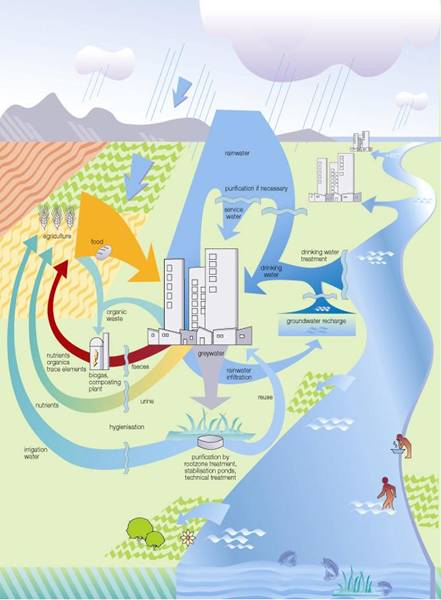 rainwater
purification if necessary
service
water
agriculture
food
drinking water
treatment
drinking
water
organic
waste
groundwater recharge
greywater
nutrients
organics
trace elements
faeces
biogas,
composting
plant
rainwater
infiltration
nutrients
urine
reuse
hygienisation
irrigation
water
purification by
rootzone treatment,
stabilisation ponds,
technical treatment